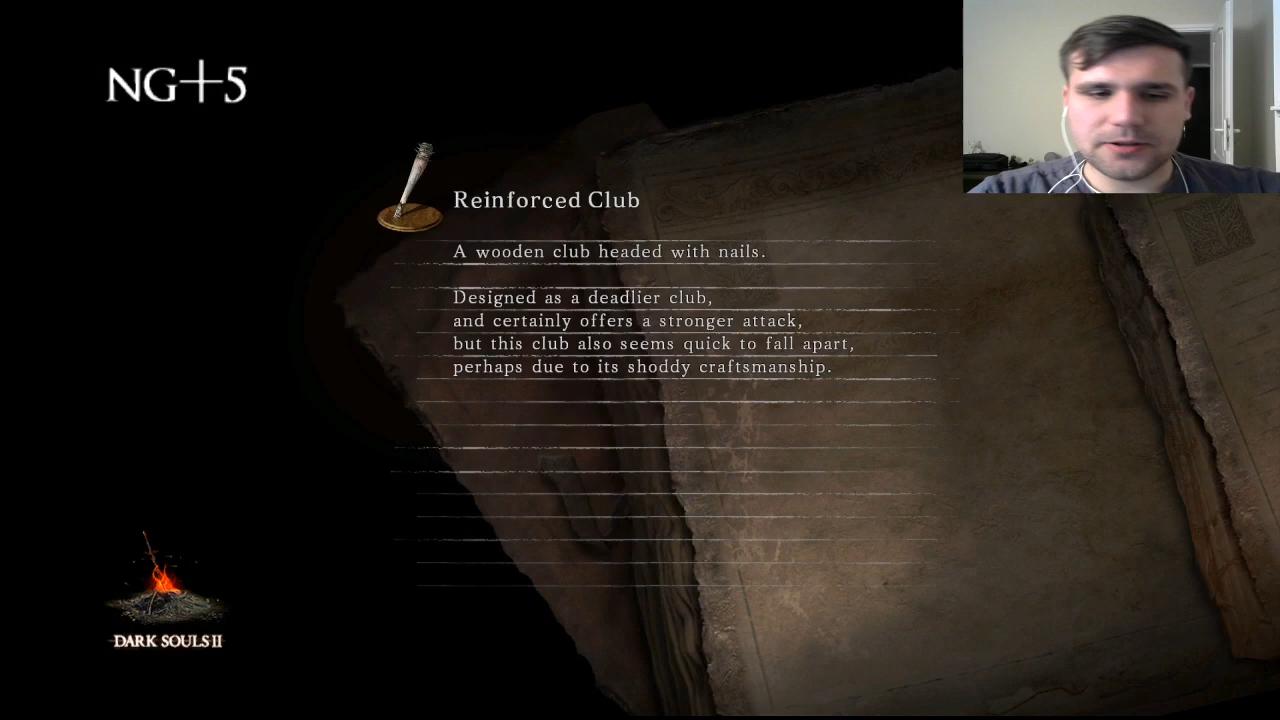 NG+5
Reinforced Club
A wooden club headed with nails.
Designed as a deadlier club,
and certainly offers a stronger attack,
but this club also seems quick to fall apart,
perhaps due to its shoddy craftsmanship.
DARK SOULS II